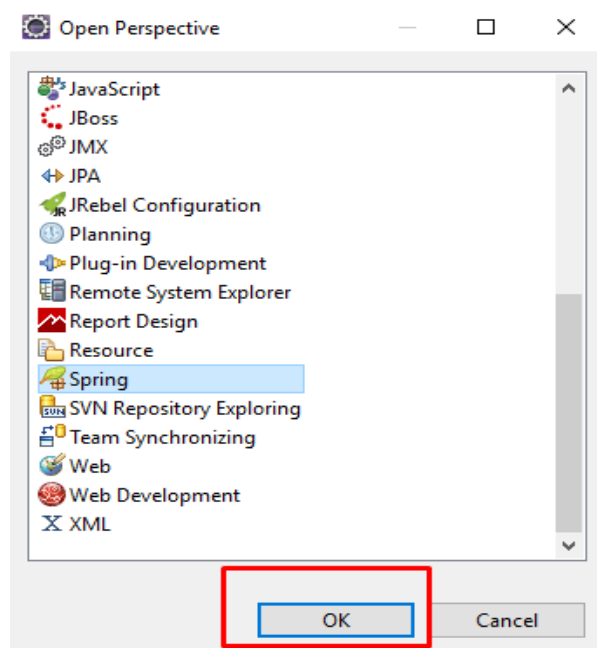 Open Perspective
JavaScript
JBoss
JMX
JPA
JRebel Configuration
Planning
Plug-in Development
Remote System Explorer
Report Design
Resource
Spring
SVN Repository Exploring
Team Synchronizing
Web
Web Development
XML
OK Cancel